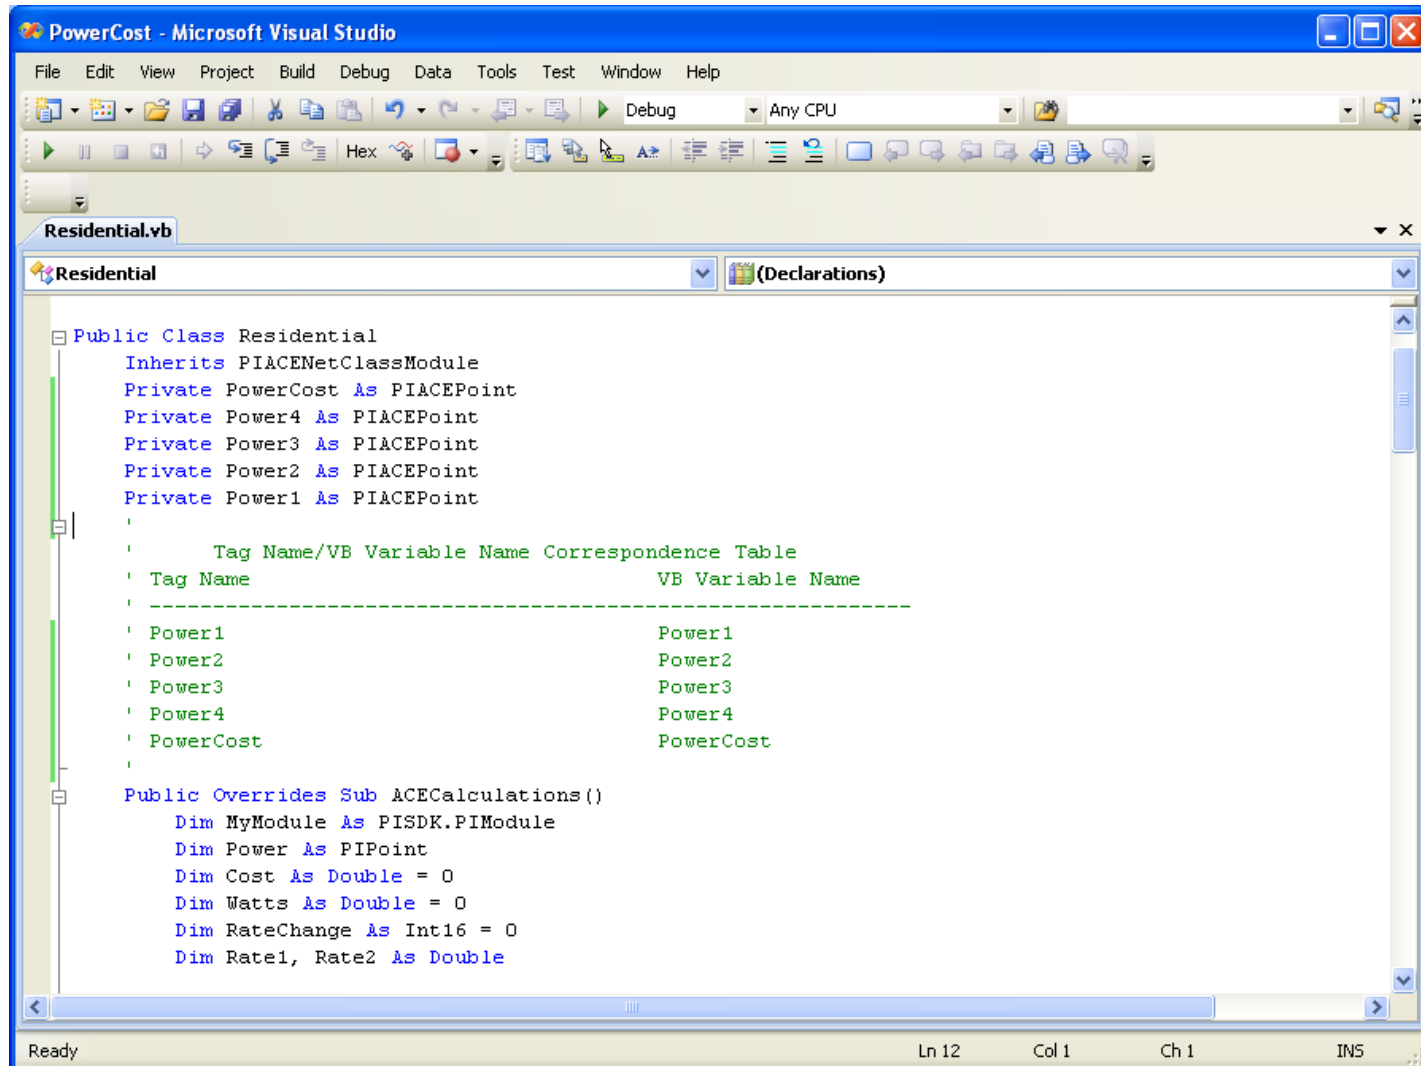 PowerCost - Microsoft Visual Studio
File Edit View Project Build Debug Data Tools Test Window Help
Debug Any CPU
Hex
Residential.vb
Residential (Declarations)
Public Class Residential
Inherits PIACENetClassModule
Private PowerCost As PIACEPoint
Private Power4 As PIACEPoint
Private Power3 As PIACEPoint
Private Power2 As PIACEPoint
Private Power1 As PIACEPoint
'
' Tag Name/VB Variable Name Correspondence Table
' Tag Name VB Variable Name
' ------------------------------------------------------------
' Power1 Power1
' Power2 Power2
' Power3 Power3
' Power4 Power4
' PowerCost PowerCost
'
Public Overrides Sub ACECalculations()
Dim MyModule As PISDK.PIModule
Dim Power As PIPoint
Dim Cost As Double = 0
Dim Watts As Double = 0
Dim RateChange As Int16 = 0
Dim Rate1, Rate2 As Double
Ready Ln 12 Col 1 Ch 1 INS